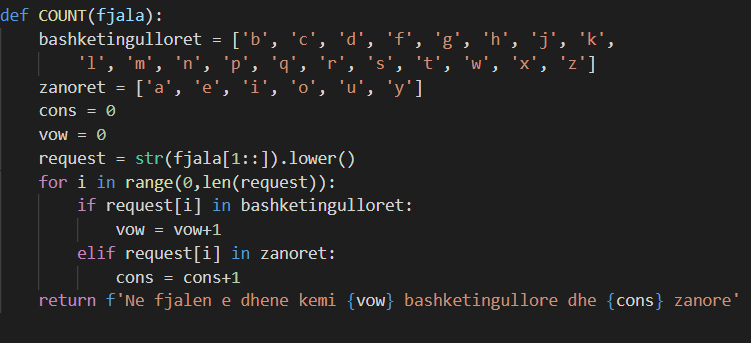 def COUNT(fjala):
    bashketingulloret = ['b', 'c', 'd', 'f', 'g', 'h', 'j', 'k',
        'l', 'm', 'n', 'p', 'q', 'r', 's', 't', 'w', 'x', 'z']
    zanoret = ['a', 'e', 'i', 'o', 'u', 'y']
    cons = 0
    vow = 0
    request = str(fjala[1::]).lower()
    for i in range(0,len(request)):
        if request[i] in bashketingulloret:
            vow = vow+1
        elif request[i] in zanoret:
            cons = cons+1
    return f'Ne fjalen e dhene kemi {vow} bashketingullore dhe {cons} zanore'